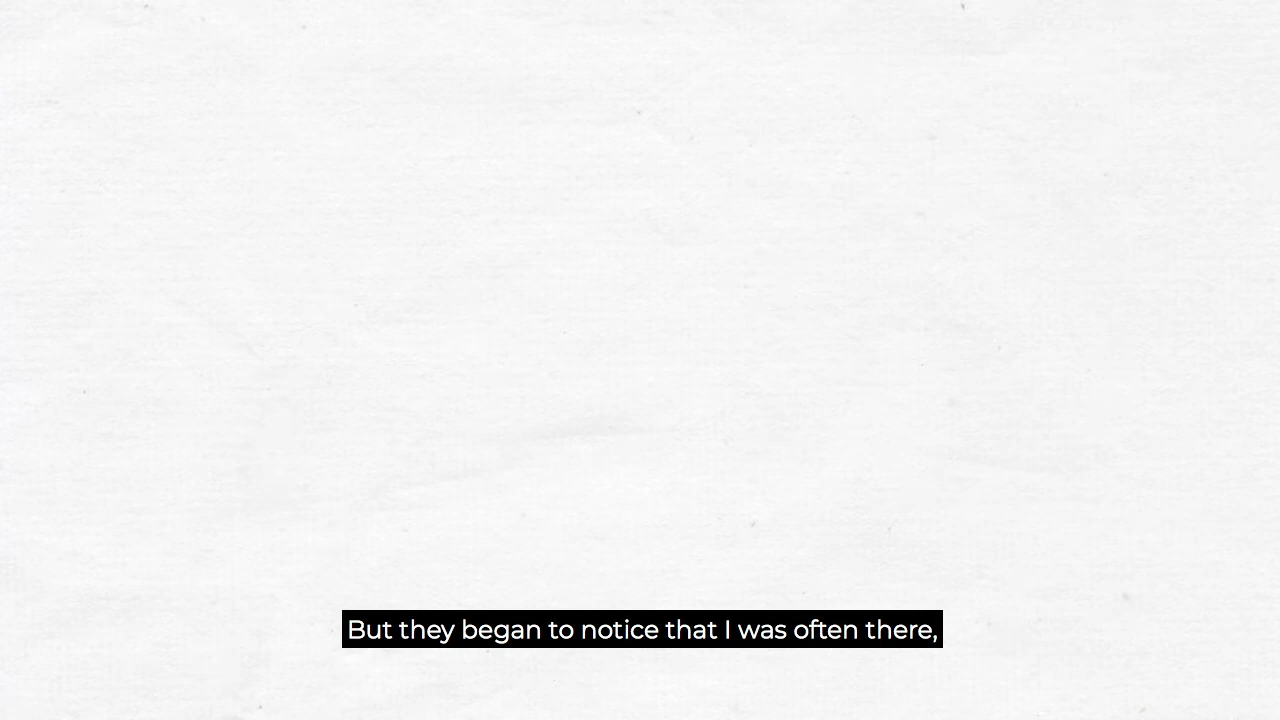 But they began to notice that I was often there,